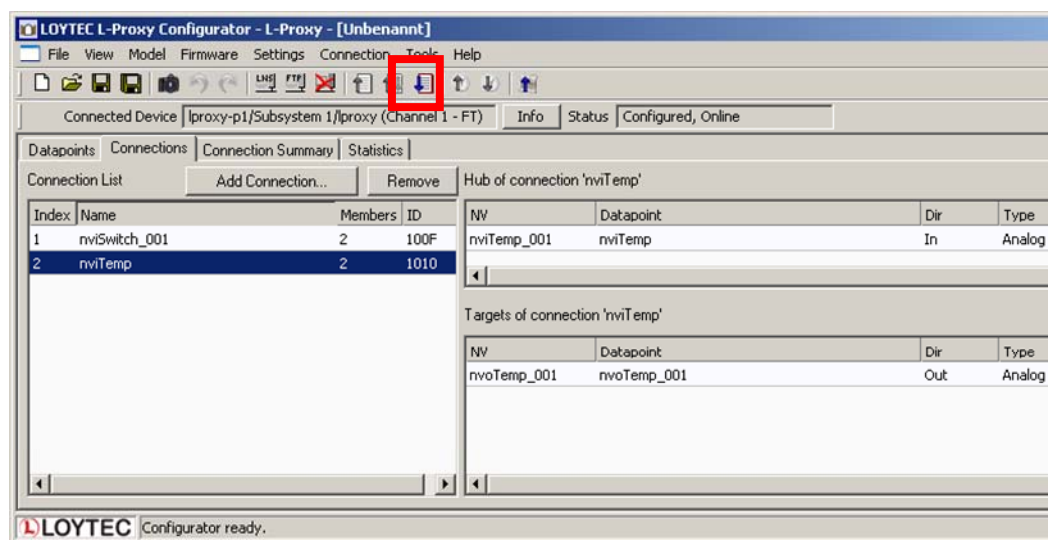 LOYTEC L-Proxy Configurator - L-Proxy - [Unbenannt]
File View Model Firmware Settings Connection Tools Help
LNS FTP
Connected Device lproxy-p1/Subsystem 1/lproxy (Channel 1 - FT) Info Status Configured, Online
Datapoints Connections Connection Summary Statistics
Connection List Add Connection... Remove Hub of connection 'nviTemp'
Index Name Members ID NV Datapoint Dir Type
1 nviSwitch_001 2 100F nviTemp_001 nviTemp In Analog
2 nviTemp 2 1010
Targets of connection 'nviTemp'
NV Datapoint Dir Type
nvoTemp_001 nvoTemp_001 Out Analog
LOYTEC Configurator ready.